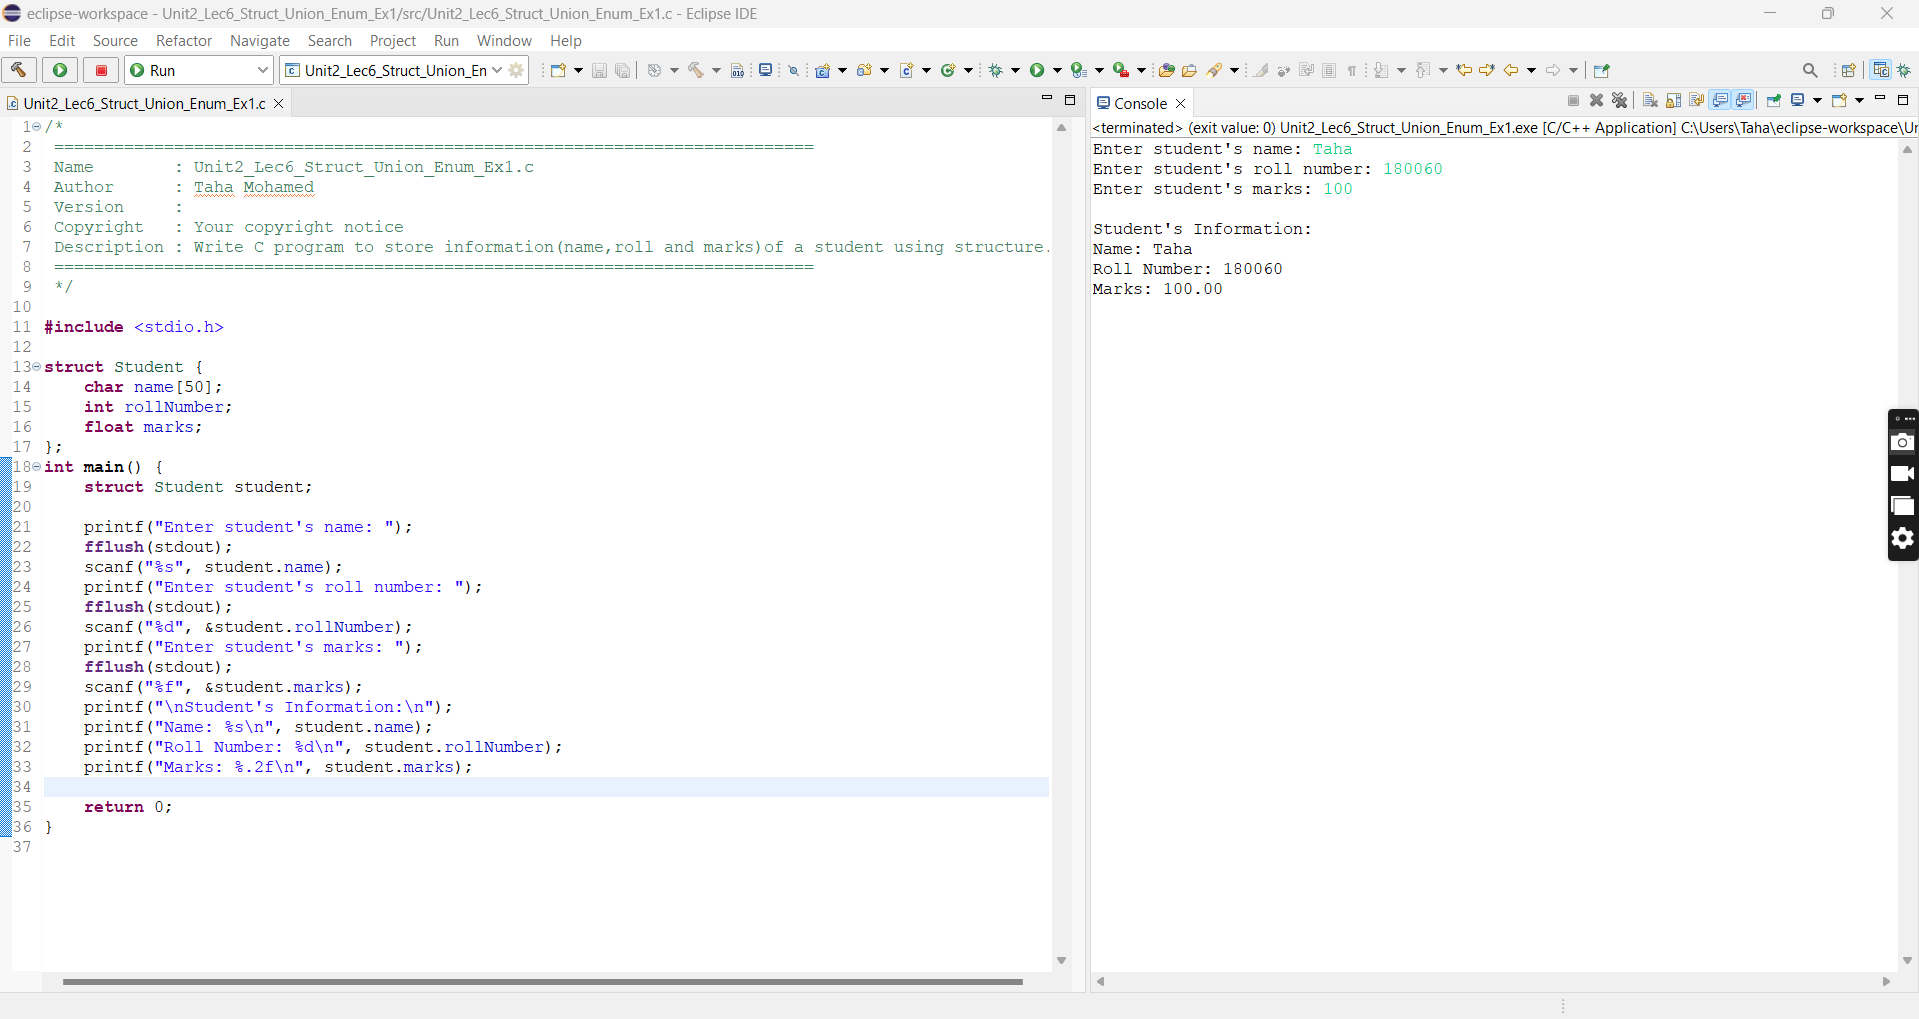 eclipse-workspace - Unit2_Lec6_Struct_Union_Enum_Ex1/src/Unit2_Lec6_Struct_Union_Enum_Ex1.c - Eclipse IDE
File Edit Source Refactor Navigate Search Project Run Window Help
Run Unit2_Lec6_Struct_Union_En
Unit2_Lec6_Struct_Union_Enum_Ex1.c
1 /*
2 ============================================================================
3 Name        : Unit2_Lec6_Struct_Union_Enum_Ex1.c
4 Author      : Taha Mohamed
5 Version     :
6 Copyright   : Your copyright notice
7 Description : Write C program to store information(name,roll and marks)of a student using structure.
8 ============================================================================
9 */
10
11 #include <stdio.h>
12
13 struct Student {
14     char name[50];
15     int rollNumber;
16     float marks;
17 };
18 int main() {
19     struct Student student;
20
21     printf("Enter student's name: ");
22     fflush(stdout);
23     scanf("%s", student.name);
24     printf("Enter student's roll number: ");
25     fflush(stdout);
26     scanf("%d", &student.rollNumber);
27     printf("Enter student's marks: ");
28     fflush(stdout);
29     scanf("%f", &student.marks);
30     printf("\nStudent's Information:\n");
31     printf("Name: %s\n", student.name);
32     printf("Roll Number: %d\n", student.rollNumber);
33     printf("Marks: %.2f\n", student.marks);
34
35     return 0;
36 }
37
Console
<terminated> (exit value: 0) Unit2_Lec6_Struct_Union_Enum_Ex1.exe [C/C++ Application] C:\Users\Taha\eclipse-workspace\Ur
Enter student's name: Taha
Enter student's roll number: 180060
Enter student's marks: 100
Student's Information:
Name: Taha
Roll Number: 180060
Marks: 100.00